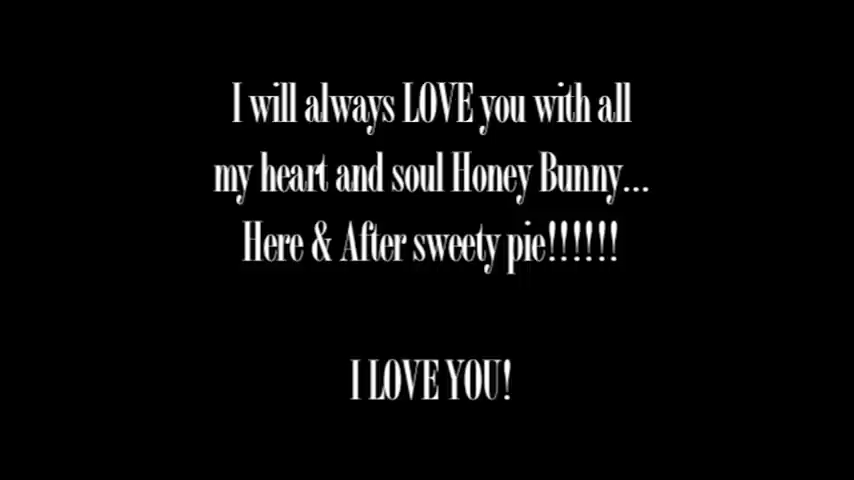 I will always LOVE you with all
my heart and soul Honey Bunny...
Here & After sweety pie!!!!!!
I LOVE YOU!